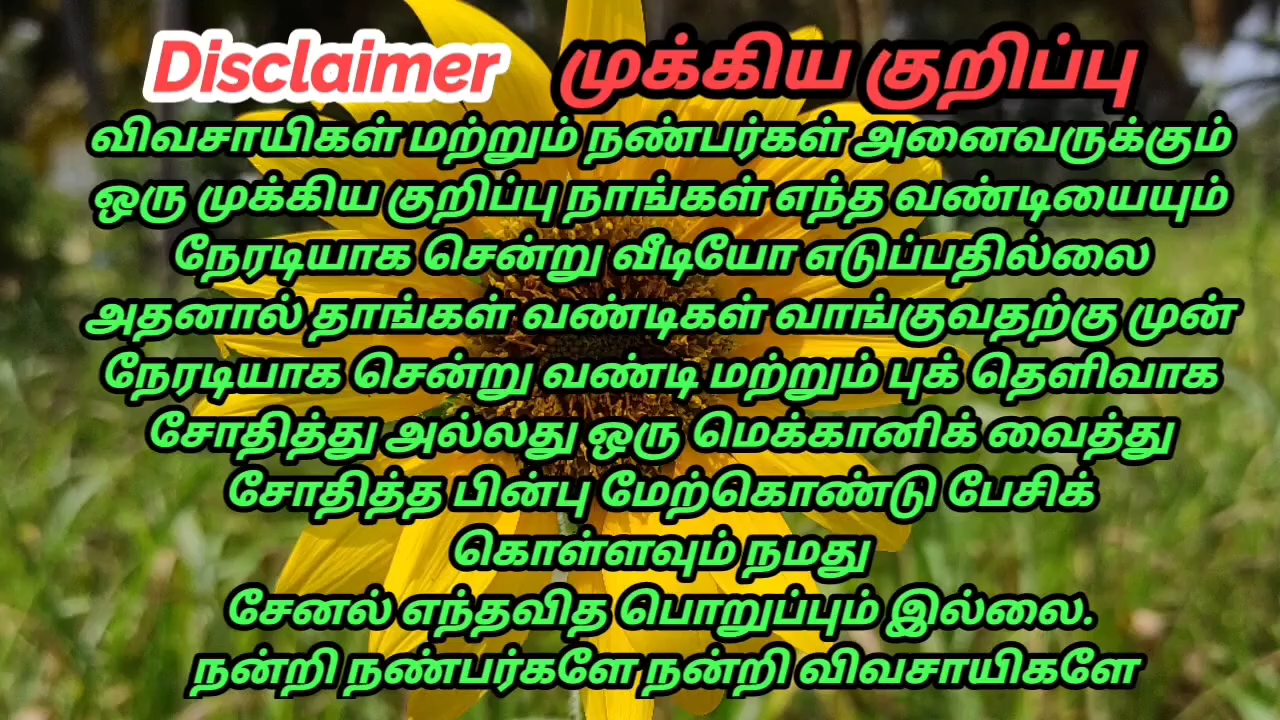 Disclaimer முக்கிய குறிப்பு
விவசாயிகள் மற்றும் நண்பர்கள் அனைவருக்கும்
ஒரு முக்கிய குறிப்பு நாங்கள் எந்த வண்டியையும்
நேரடியாக சென்று வீடியோ எடுப்பதில்லை
அதனால் தாங்கள் வண்டிகள் வாங்குவதற்கு முன்
நேரடியாக சென்று வண்டி மற்றும் புக் தெளிவாக
சோதித்து அல்லது ஒரு மெக்கானிக் வைத்து
சோதித்த பின்பு மேற்கொண்டு பேசிக்
கொள்ளவும் நமது
சேனல் எந்தவித பொறுப்பும் இல்லை.
நன்றி நண்பர்களே நன்றி விவசாயிகளே